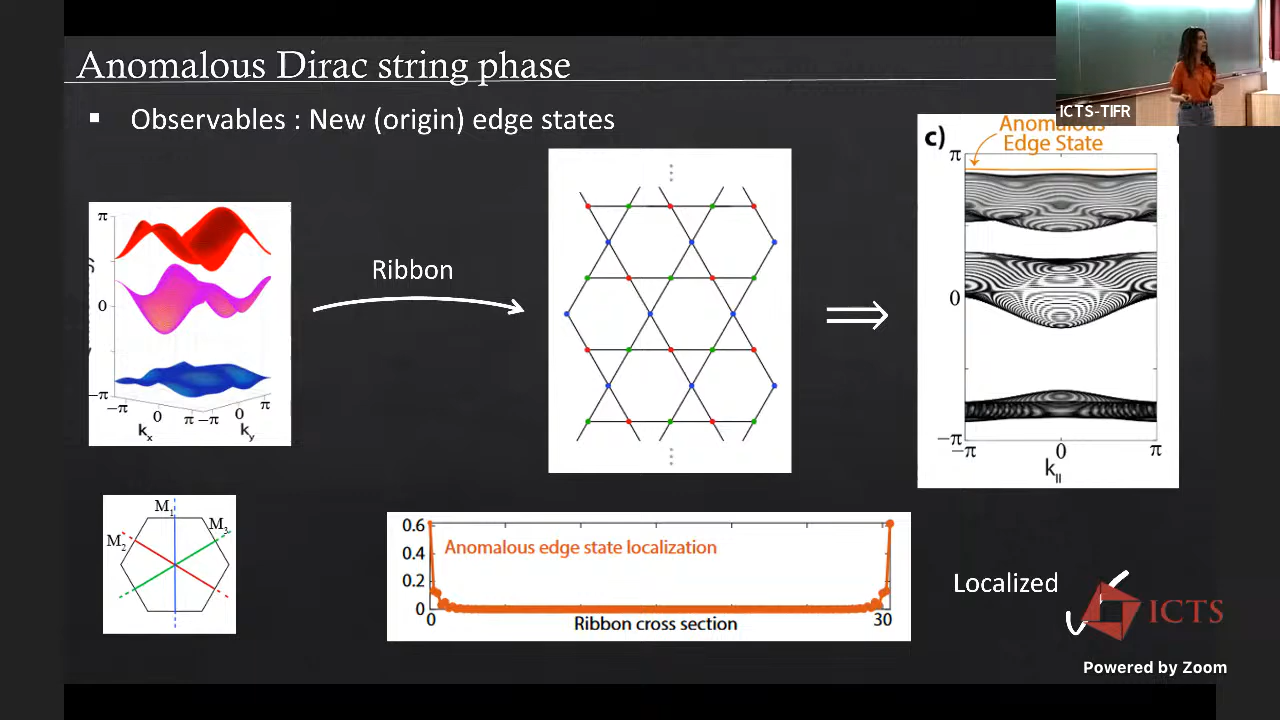 Anomalous Dirac string phase
▪ Observables : New (origin) edge states
ICTS-TIFR
c)
Anomalous
Edge State
π
0
−π
−π
0
π
k||
π
0
−π
−π
0
π
−π
0
π
kx
ky
Ribbon
M1
M2
M3
0.6
0.4
0.2
0
Anomalous edge state localization
0
Ribbon cross section
30
Localized
ICTS
Powered by Zoom